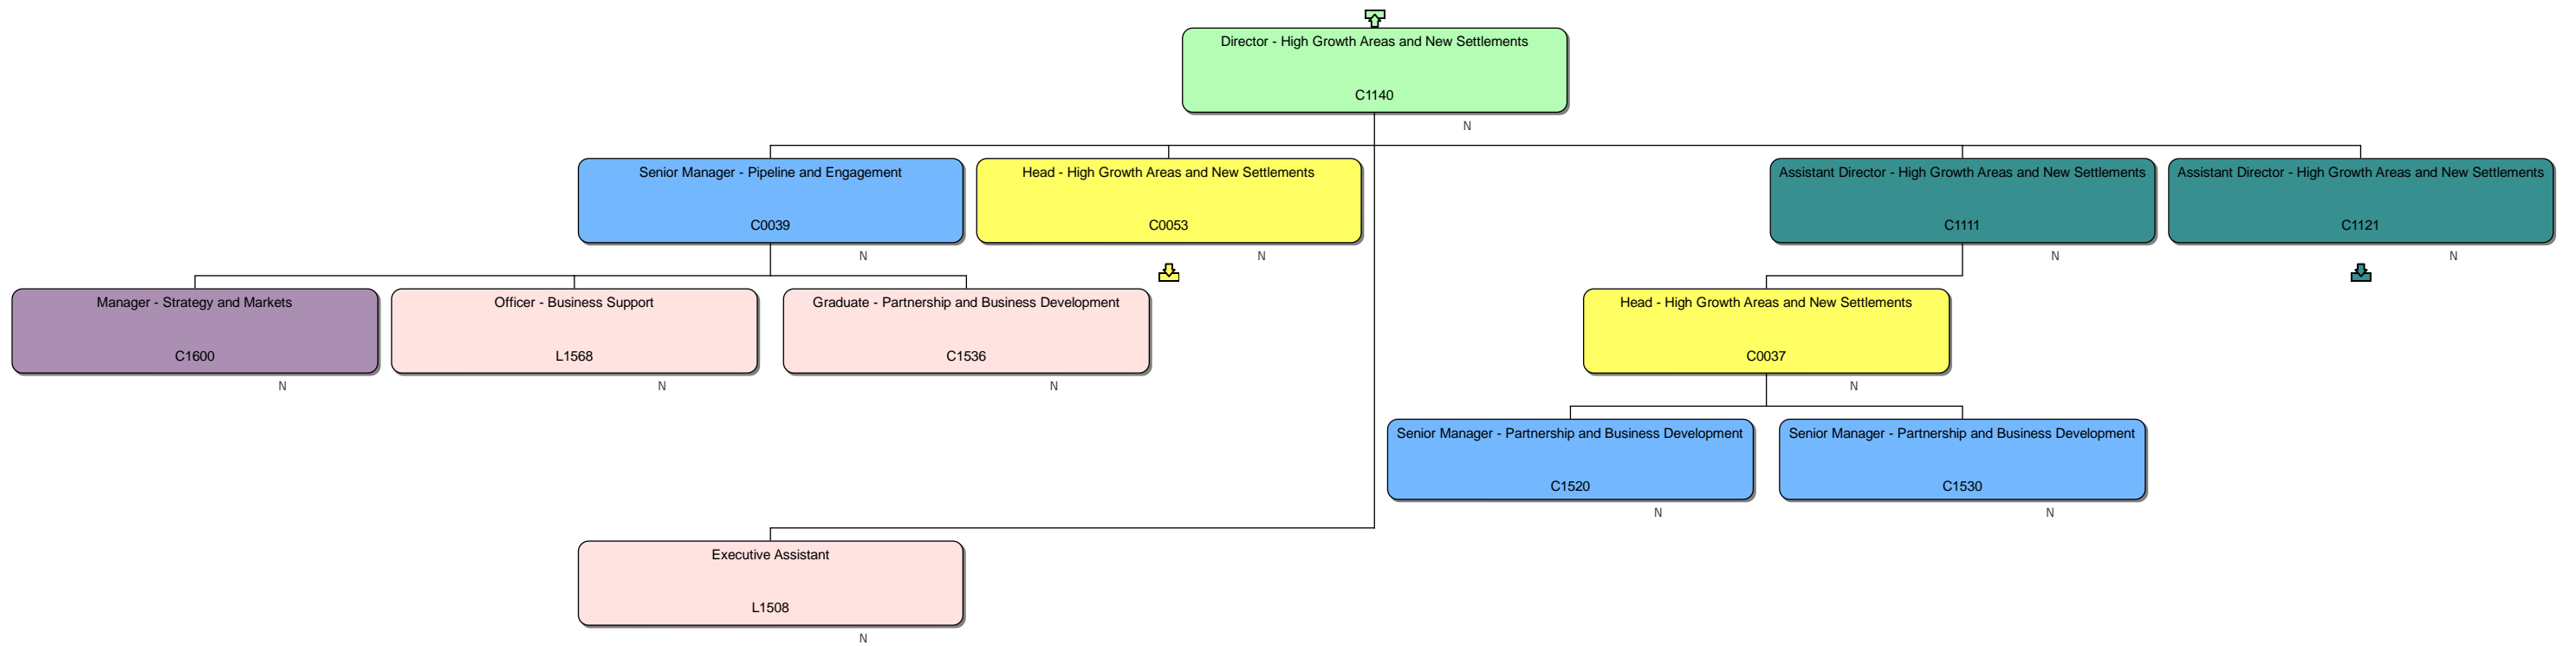 Director - High Growth Areas and New Settlements
C1140
N
Senior Manager - Pipeline and Engagement
C0039
N
Head - High Growth Areas and New Settlements
C0053
N
Assistant Director - High Growth Areas and New Settlements
C1111
N
Assistant Director - High Growth Areas and New Settlements
C1121
N
Manager - Strategy and Markets
C1600
N
Officer - Business Support
L1568
N
Graduate - Partnership and Business Development
C1536
N
Head - High Growth Areas and New Settlements
C0037
N
Senior Manager - Partnership and Business Development
C1520
N
Senior Manager - Partnership and Business Development
C1530
N
Executive Assistant
L1508
N